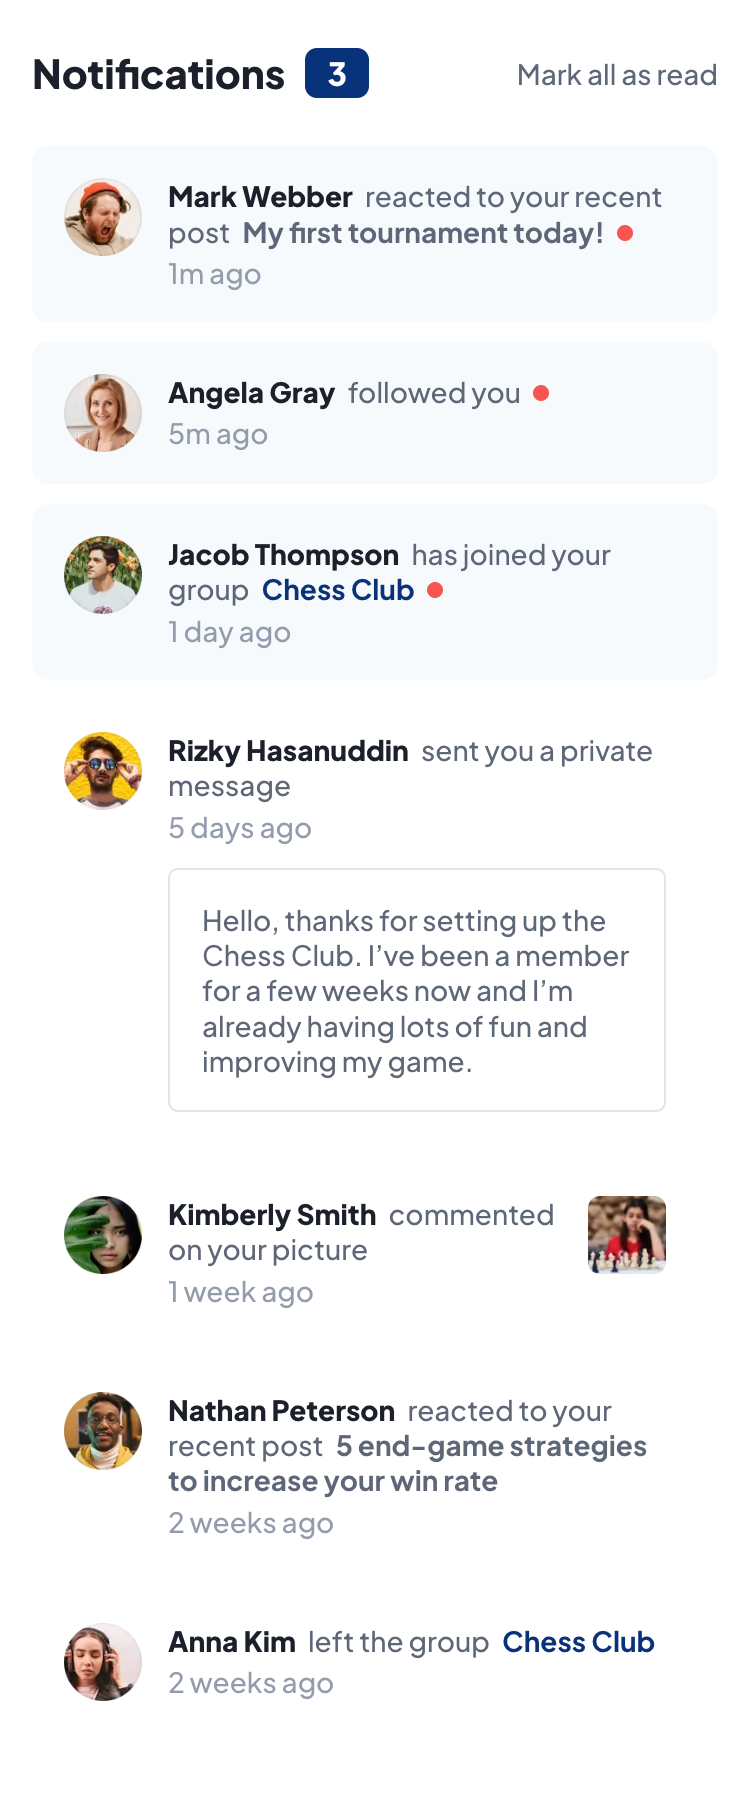 Notifications 3 Mark all as read
Mark Webber reacted to your recent
post My first tournament today!
1m ago
Angela Gray followed you
5m ago
Jacob Thompson has joined your
group Chess Club
1 day ago
Rizky Hasanuddin sent you a private
message
5 days ago
Hello, thanks for setting up the
Chess Club. I’ve been a member
for a few weeks now and I’m
already having lots of fun and
improving my game.
Kimberly Smith commented
on your picture
1 week ago
Nathan Peterson reacted to your
recent post 5 end-game strategies
to increase your win rate
2 weeks ago
Anna Kim left the group Chess Club
2 weeks ago